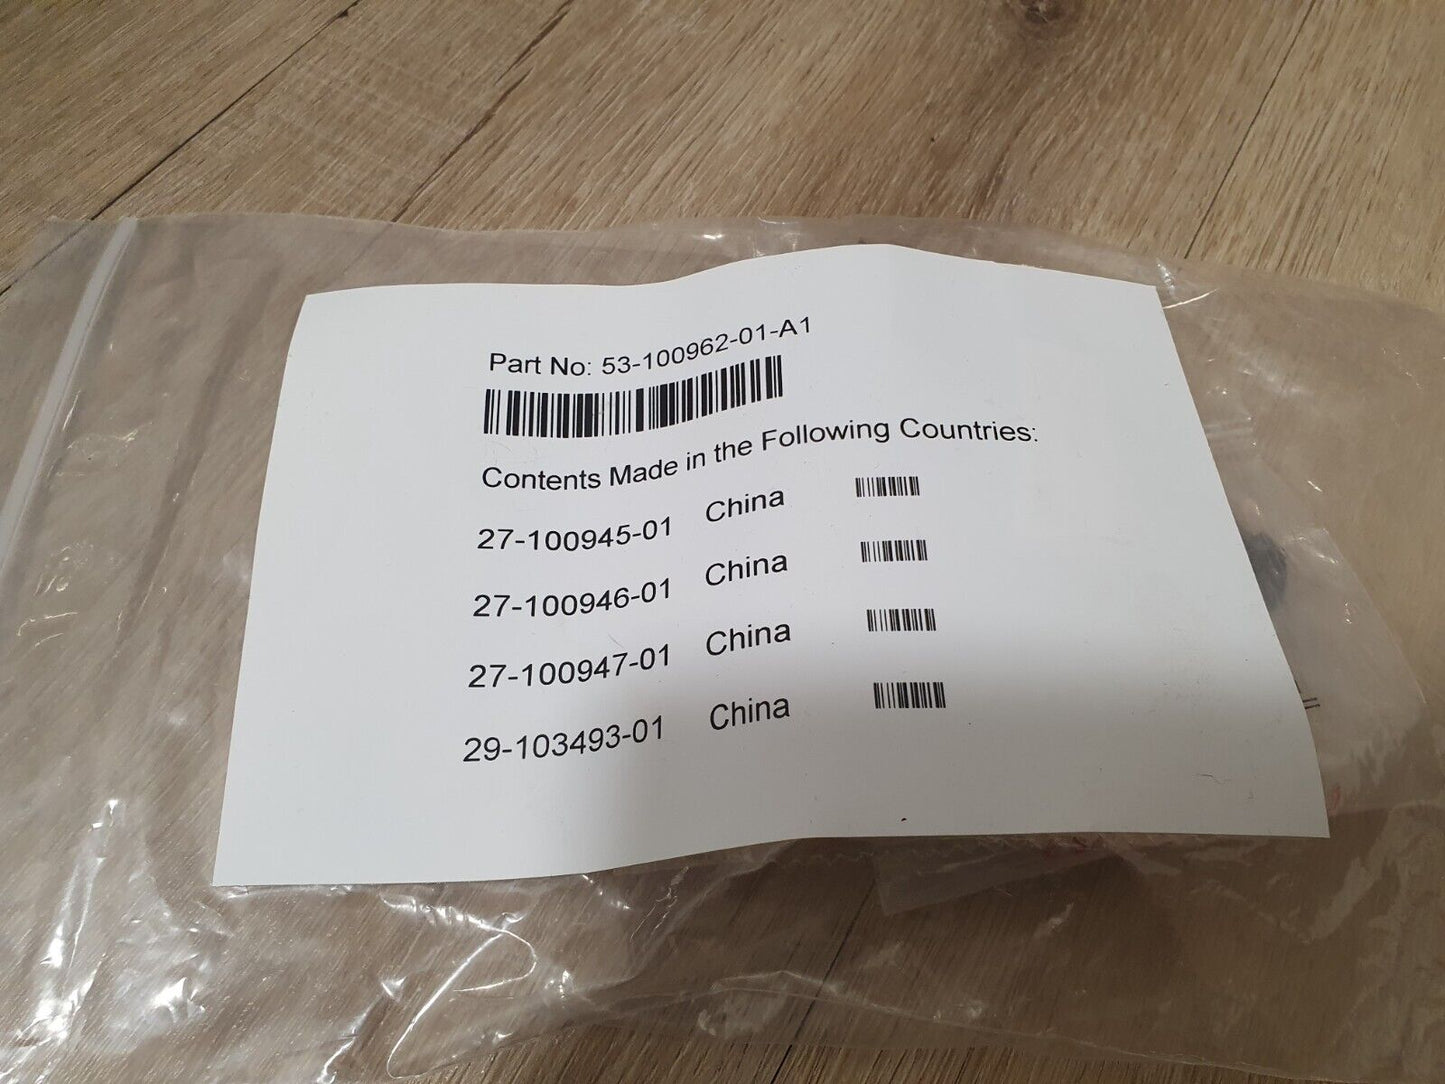 Part No: 53-100962-01-A1
Contents Made in the Following Countries:
27-100945-01 China
27-100946-01 China
27-100947-01 China
29-103493-01 China